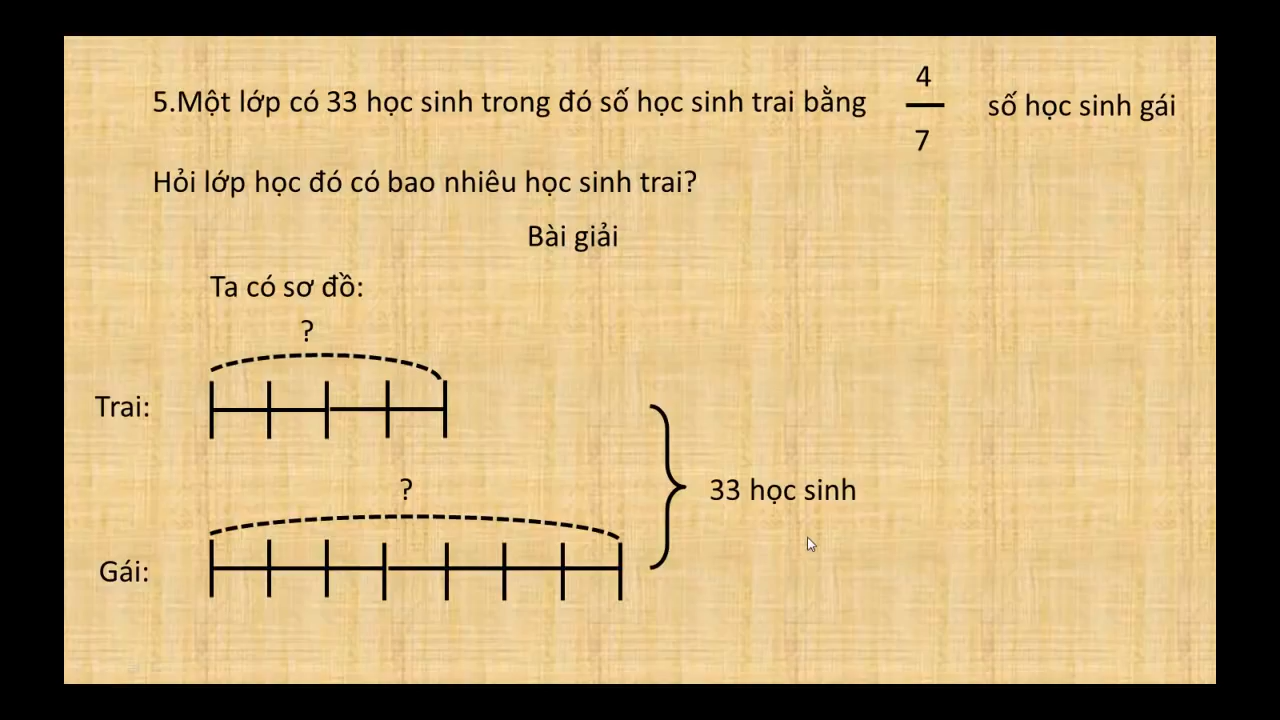 5.Một lớp có 33 học sinh trong đó số học sinh trai bằng 4/7 số học sinh gái
Hỏi lớp học đó có bao nhiêu học sinh trai?
Bài giải
Ta có sơ đồ:
?
Trai:
?
33 học sinh
Gái: